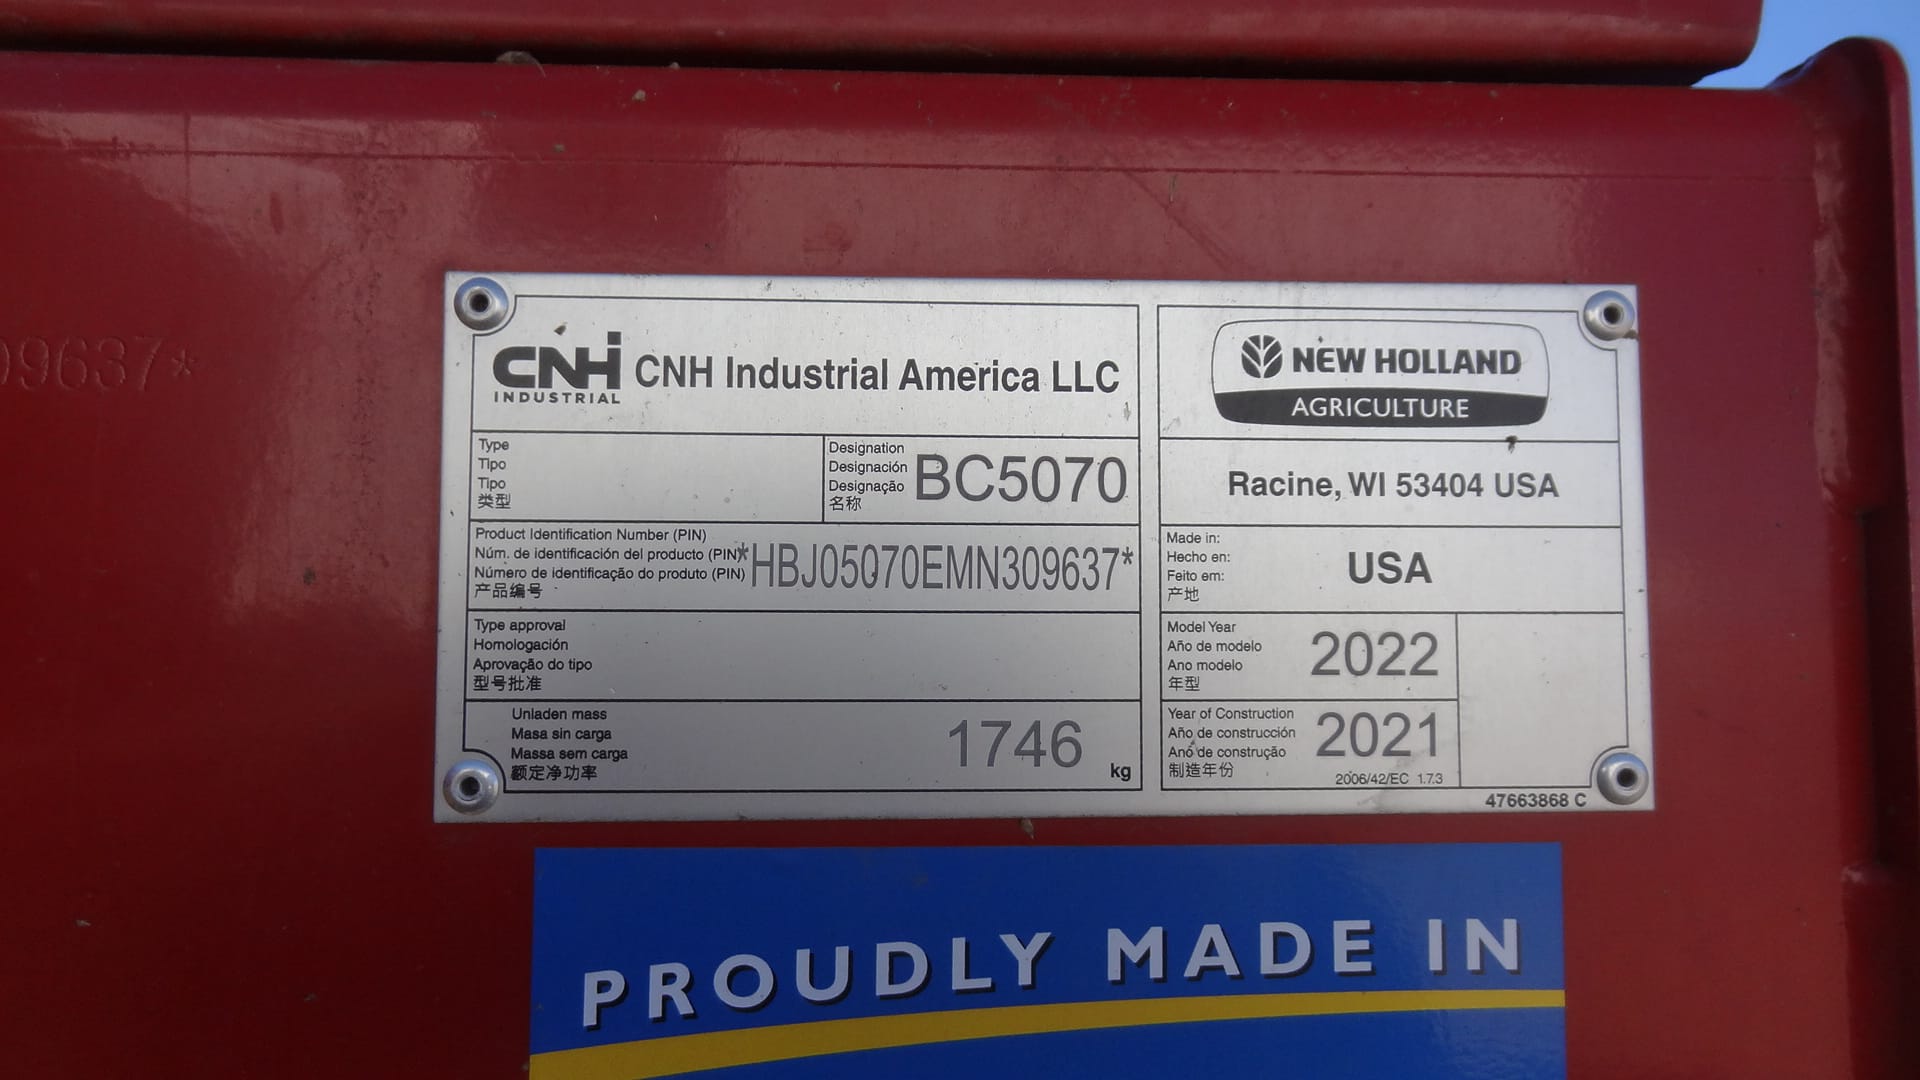 09637*
CNH
INDUSTRIAL
CNH Industrial America LLC
Type
Tipo
Tipo
类型
Designation
Designación
Designação
名称
BC5070
Product Identification Number (PIN)
Núm. de identificación del producto (PIN)
Número de identificação do produto (PIN)
产品编号
*HBJ05070EMN309637*
Type approval
Homologación
Aprovação do tipo
型号批准
Unladen mass
Masa sin carga
Massa sem carga
额定净功率
1746
kg
NEW HOLLAND
AGRICULTURE
Racine, WI 53404 USA
Made in:
Hecho en:
Feito em:
产地
USA
Model Year
Año de modelo
Ano modelo
年型
2022
Year of Construction
Año de construcción
Ano de construção
制造年份
2021
2006/42/EC 1.7.3
47663868 C
PROUDLY MADE IN